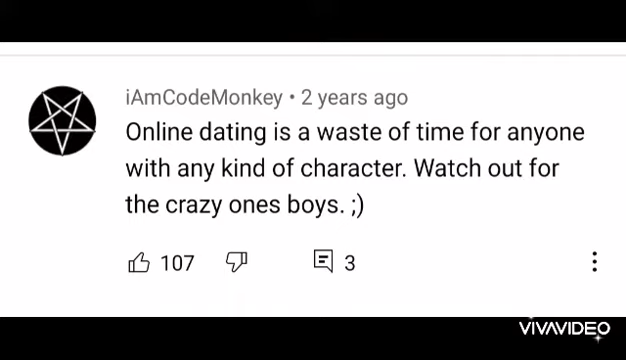 iAmCodeMonkey • 2 years ago
Online dating is a waste of time for anyone
with any kind of character. Watch out for
the crazy ones boys. ;)
107 3
VIVAVIDEO